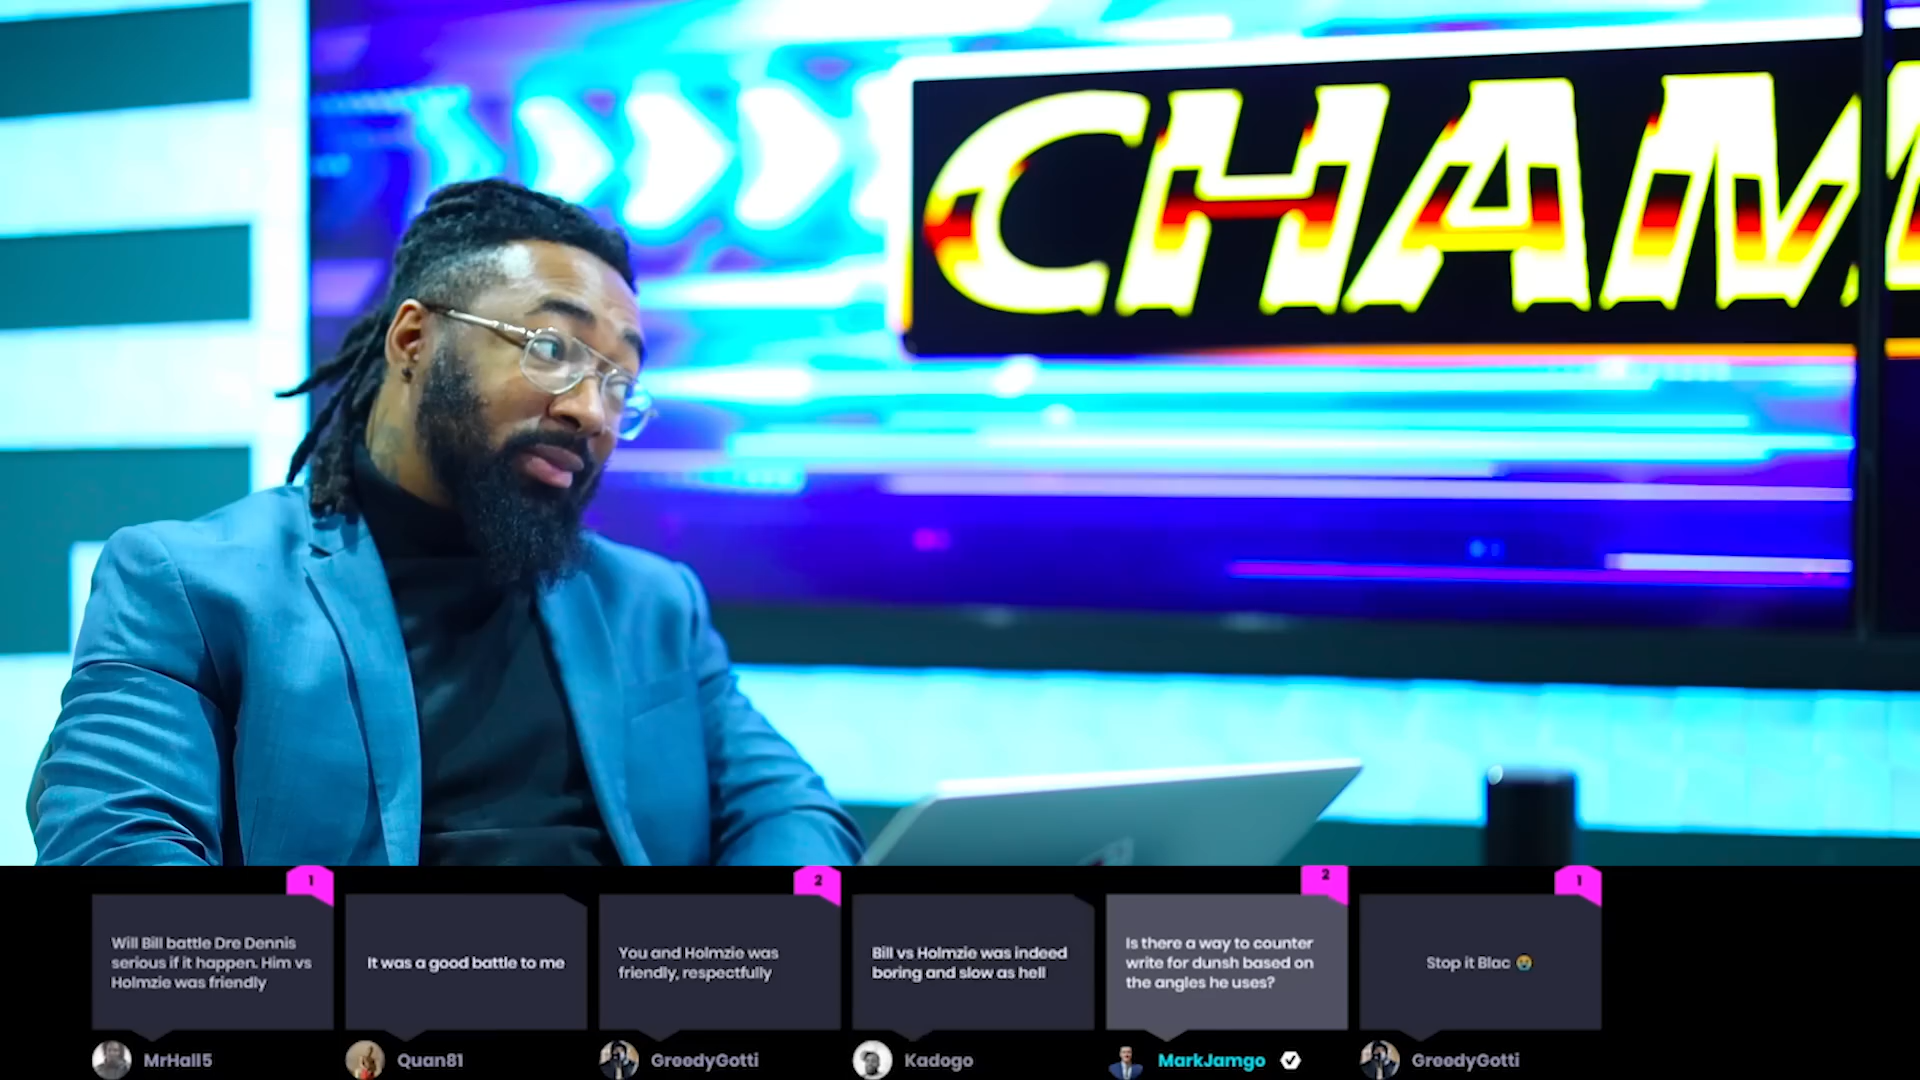 CHAM
1
2
2
1
Will Bill battle Dre Dennis
serious if it happen. Him vs
Holmzie was friendly
It was a good battle to me
You and Holmzie was
friendly, respectfully
Bill vs Holmzie was indeed
boring and slow as hell
Is there a way to counter
write for dunsh based on
the angles he uses?
Stop it Blac 😭
MrHall5
Quan81
GreedyGotti
Kadogo
MarkJamgo
GreedyGotti